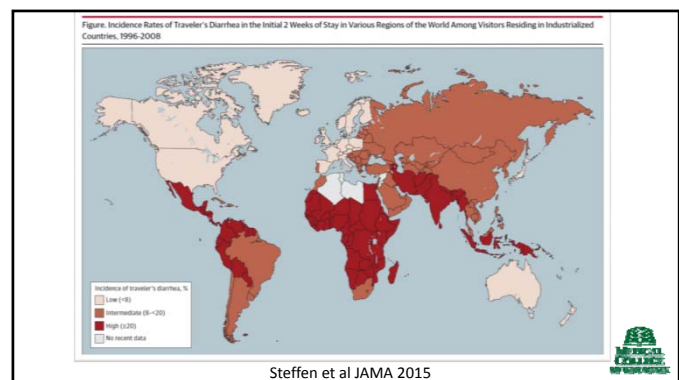 Figure. Incidence Rates of Traveler's Diarrhea in the Initial 2 Weeks of Stay in Various Regions of the World Among Visitors Residing in Industrialized
Countries, 1996-2008
Incidence of traveler's diarrhea, %
Low (<8)
Intermediate (8-<20)
High (≥20)
No recent data
Steffen et al JAMA 2015
MEDICAL
COLLEGE